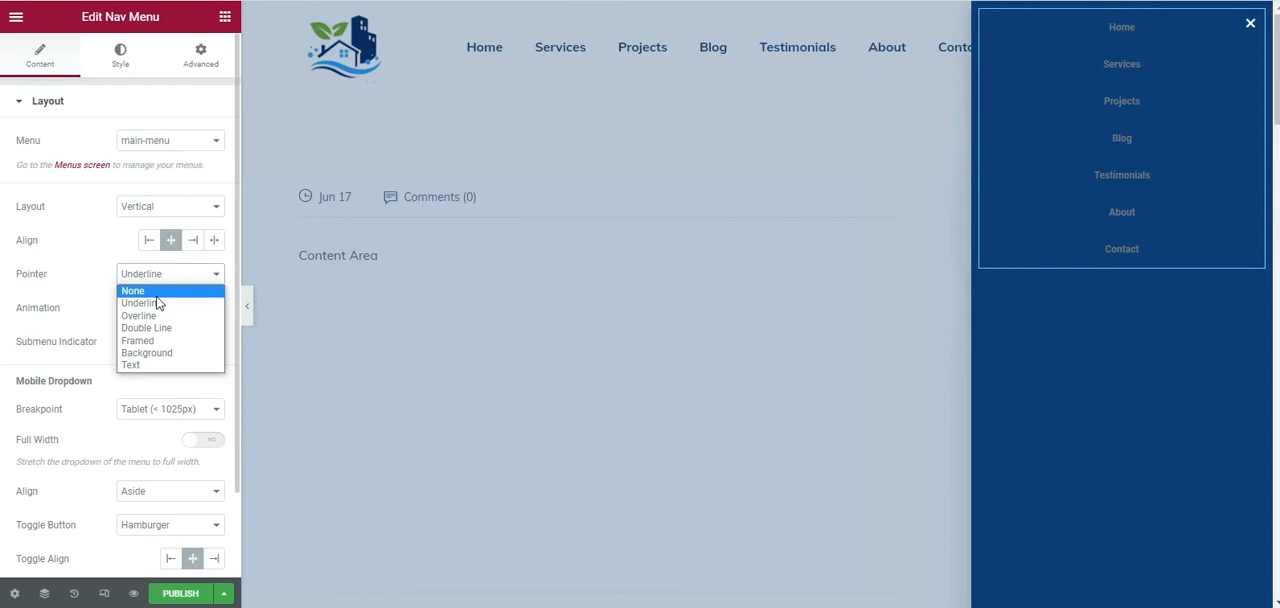 Edit Nav Menu
Content
Style
Advanced
Layout
Menu
main-menu
Go to the Menus screen to manage your menus.
Layout
Vertical
Align
Pointer
Underline
None
Underlin
Overline
Double Line
Framed
Background
Text
Animation
Submenu Indicator
Mobile Dropdown
Breakpoint
Tablet (< 1025px)
Full Width
NO
Stretch the dropdown of the menu to full width.
Align
Aside
Toggle Button
Hamburger
Toggle Align
PUBLISH
Home Services Projects Blog Testimonials About Conta
Jun 17
Comments (0)
Content Area
Home
Services
Projects
Blog
Testimonials
About
Contact